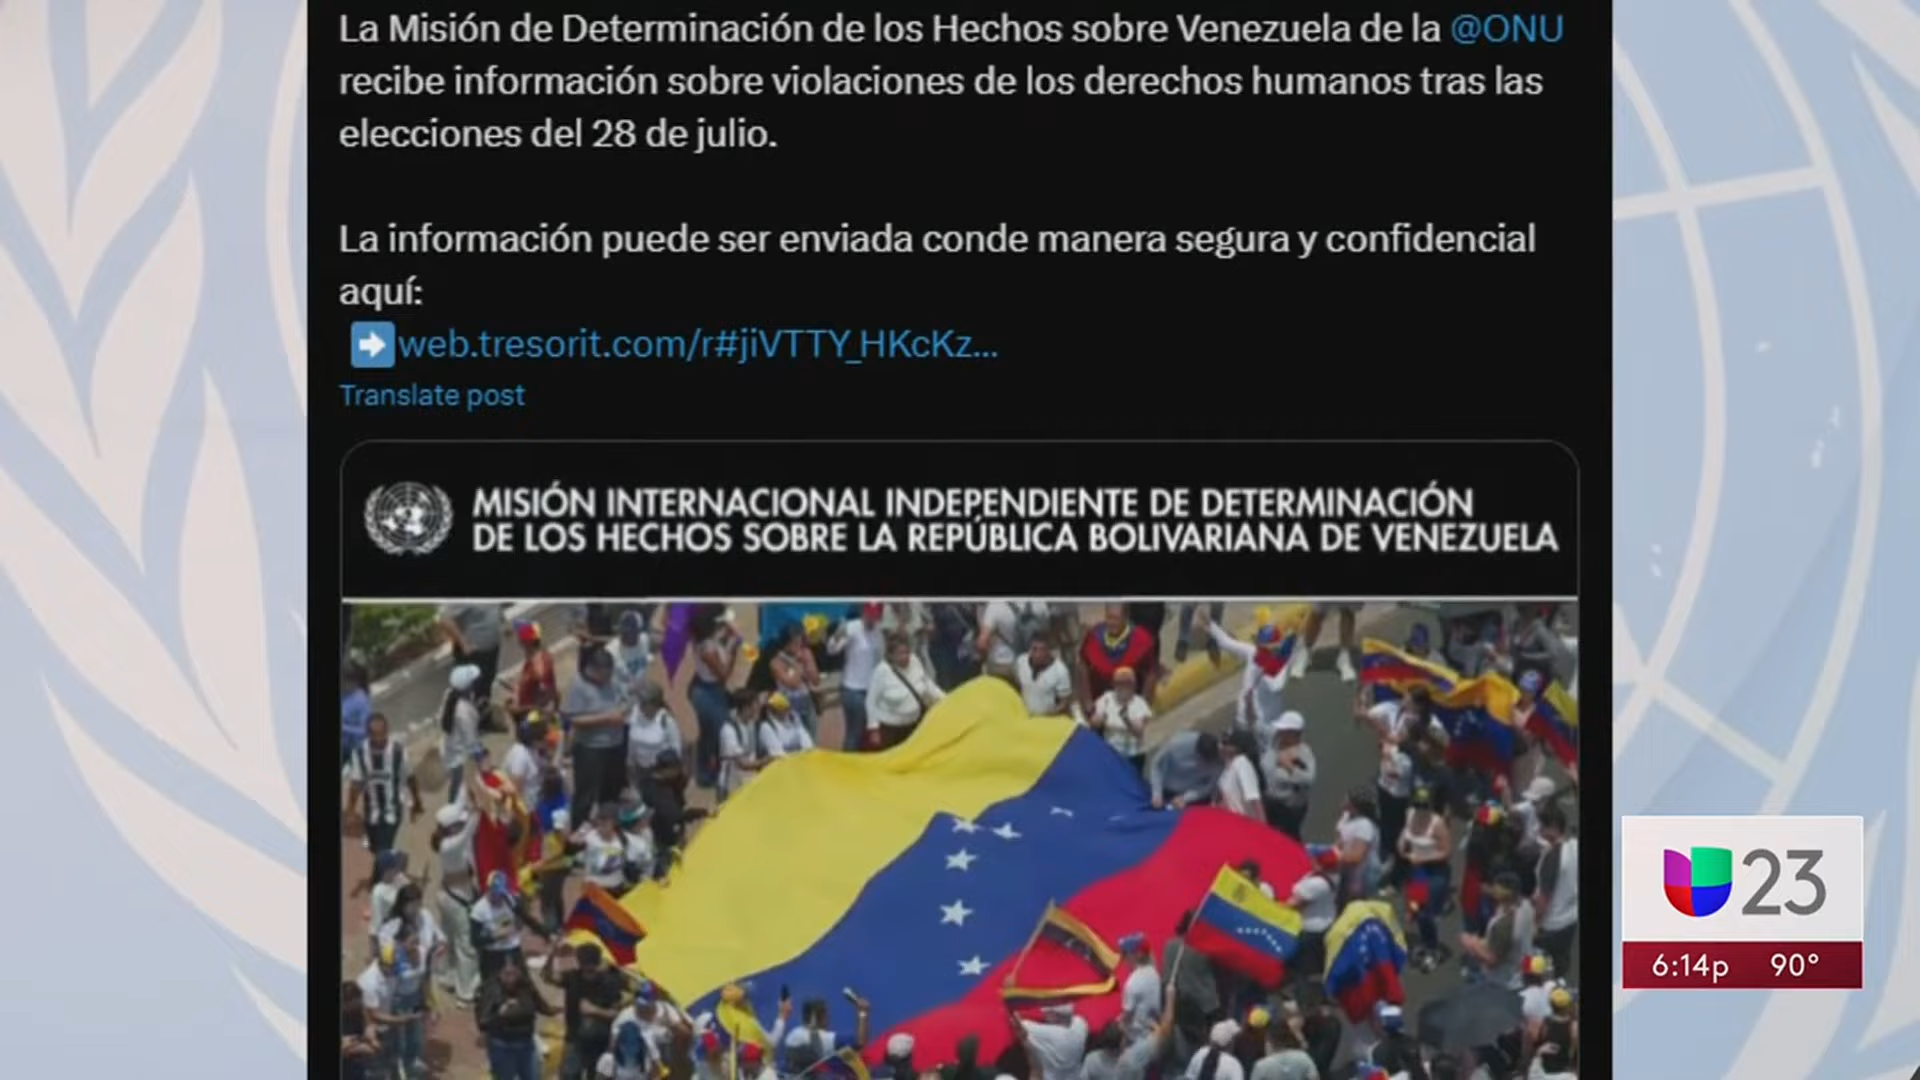 La Misión de Determinación de los Hechos sobre Venezuela de la @ONU
recibe información sobre violaciones de los derechos humanos tras las
elecciones del 28 de julio.
La información puede ser enviada conde manera segura y confidencial
aquí:
➡web.tresorit.com/r#jiVTTY_HKcKz...
Translate post
MISIÓN INTERNACIONAL INDEPENDIENTE DE DETERMINACIÓN
DE LOS HECHOS SOBRE LA REPÚBLICA BOLIVARIANA DE VENEZUELA
23
6:14p 90°